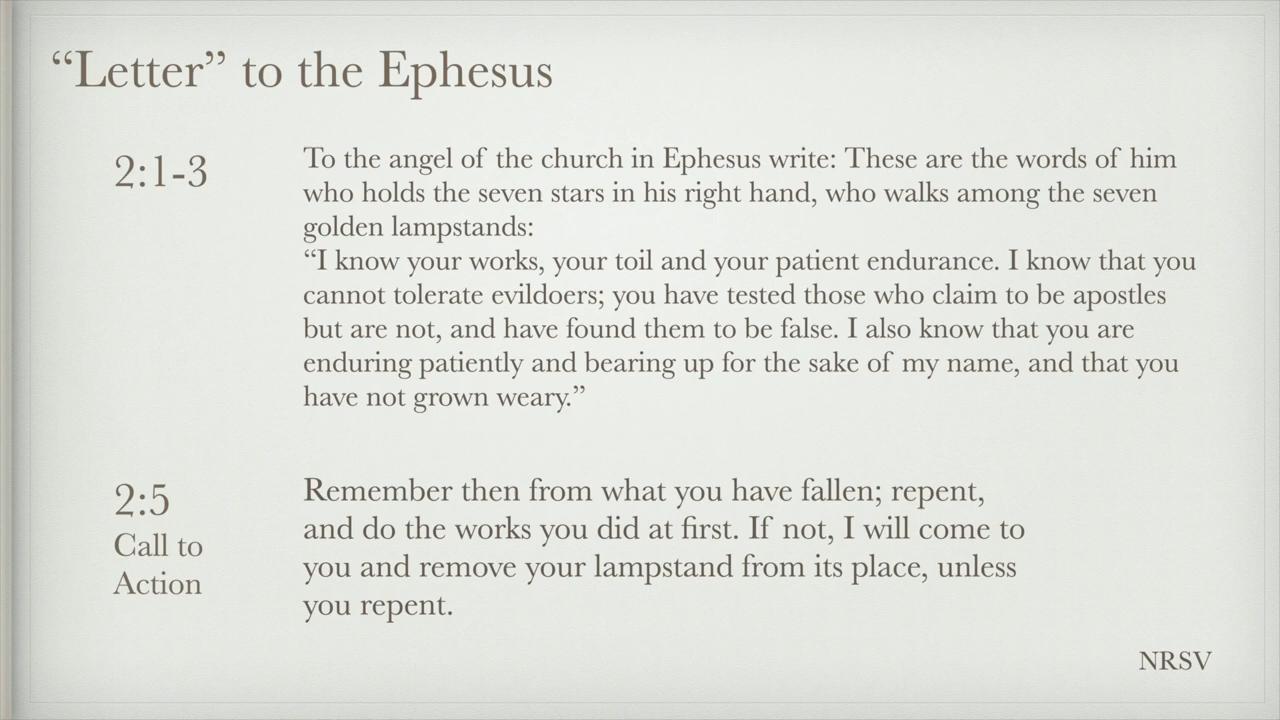 “Letter” to the Ephesus
2:1-3
To the angel of the church in Ephesus write: These are the words of him
who holds the seven stars in his right hand, who walks among the seven
golden lampstands:
“I know your works, your toil and your patient endurance. I know that you
cannot tolerate evildoers; you have tested those who claim to be apostles
but are not, and have found them to be false. I also know that you are
enduring patiently and bearing up for the sake of my name, and that you
have not grown weary.”
2:5
Call to
Action
Remember then from what you have fallen; repent,
and do the works you did at first. If not, I will come to
you and remove your lampstand from its place, unless
you repent.
NRSV